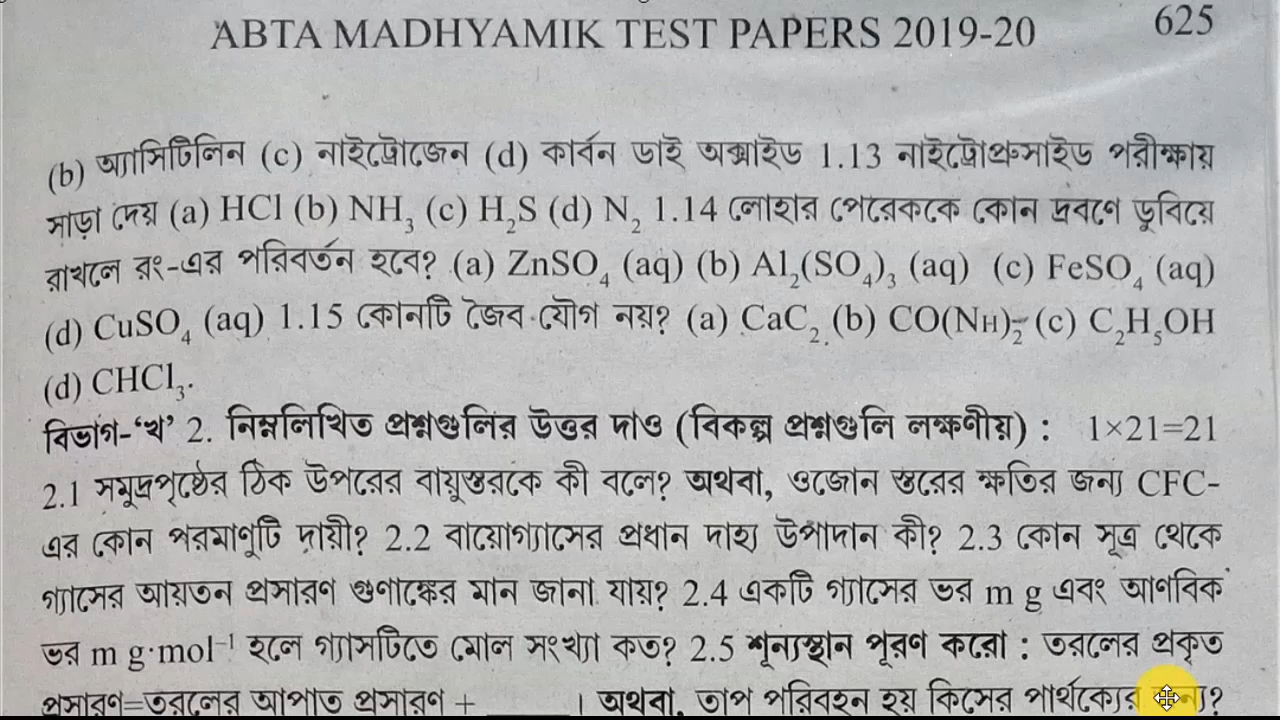 ABTA MADHYAMIK TEST PAPERS 2019-20 625
(b) অ্যাসিটিলিন (c) নাইট্রোজেন (d) কার্বন ডাই অক্সাইড 1.13 নাইট্রোপ্রুসাইড পরীক্ষায়
সাড়া দেয় (a) HCl (b) NH₃ (c) H₂S (d) N₂ 1.14 লোহার পেরেককে কোন দ্রবণে ডুবিয়ে
রাখলে রং-এর পরিবর্তন হবে? (a) ZnSO₄ (aq) (b) Al₂(SO₄)₃ (aq) (c) FeSO₄ (aq)
(d) CuSO₄ (aq) 1.15 কোনটি জৈব যৌগ নয়? (a) CaC₂ (b) CO(NH)₂ (c) C₂H₅OH
(d) CHCl₃.
বিভাগ-‘খ’ 2. নিম্নলিখিত প্রশ্নগুলির উত্তর দাও (বিকল্প প্রশ্নগুলি লক্ষণীয়) : 1×21=21
2.1 সমুদ্রপৃষ্ঠের ঠিক উপরের বায়ুস্তরকে কী বলে? অথবা, ওজোন স্তরের ক্ষতির জন্য CFC-
এর কোন পরমাণুটি দায়ী? 2.2 বায়োগ্যাসের প্রধান দাহ্য উপাদান কী? 2.3 কোন সূত্র থেকে
গ্যাসের আয়তন প্রসারণ গুণাঙ্কের মান জানা যায়? 2.4 একটি গ্যাসের ভর m g এবং আণবিক
ভর m g·mol⁻¹ হলে গ্যাসটিতে মোল সংখ্যা কত? 2.5 শূন্যস্থান পূরণ করো : তরলের প্রকৃত
প্রসারণ=তরলের আপাত প্রসারণ + _____। অথবা, তাপ পরিবহন হয় কিসের পার্থক্যের জন্য?